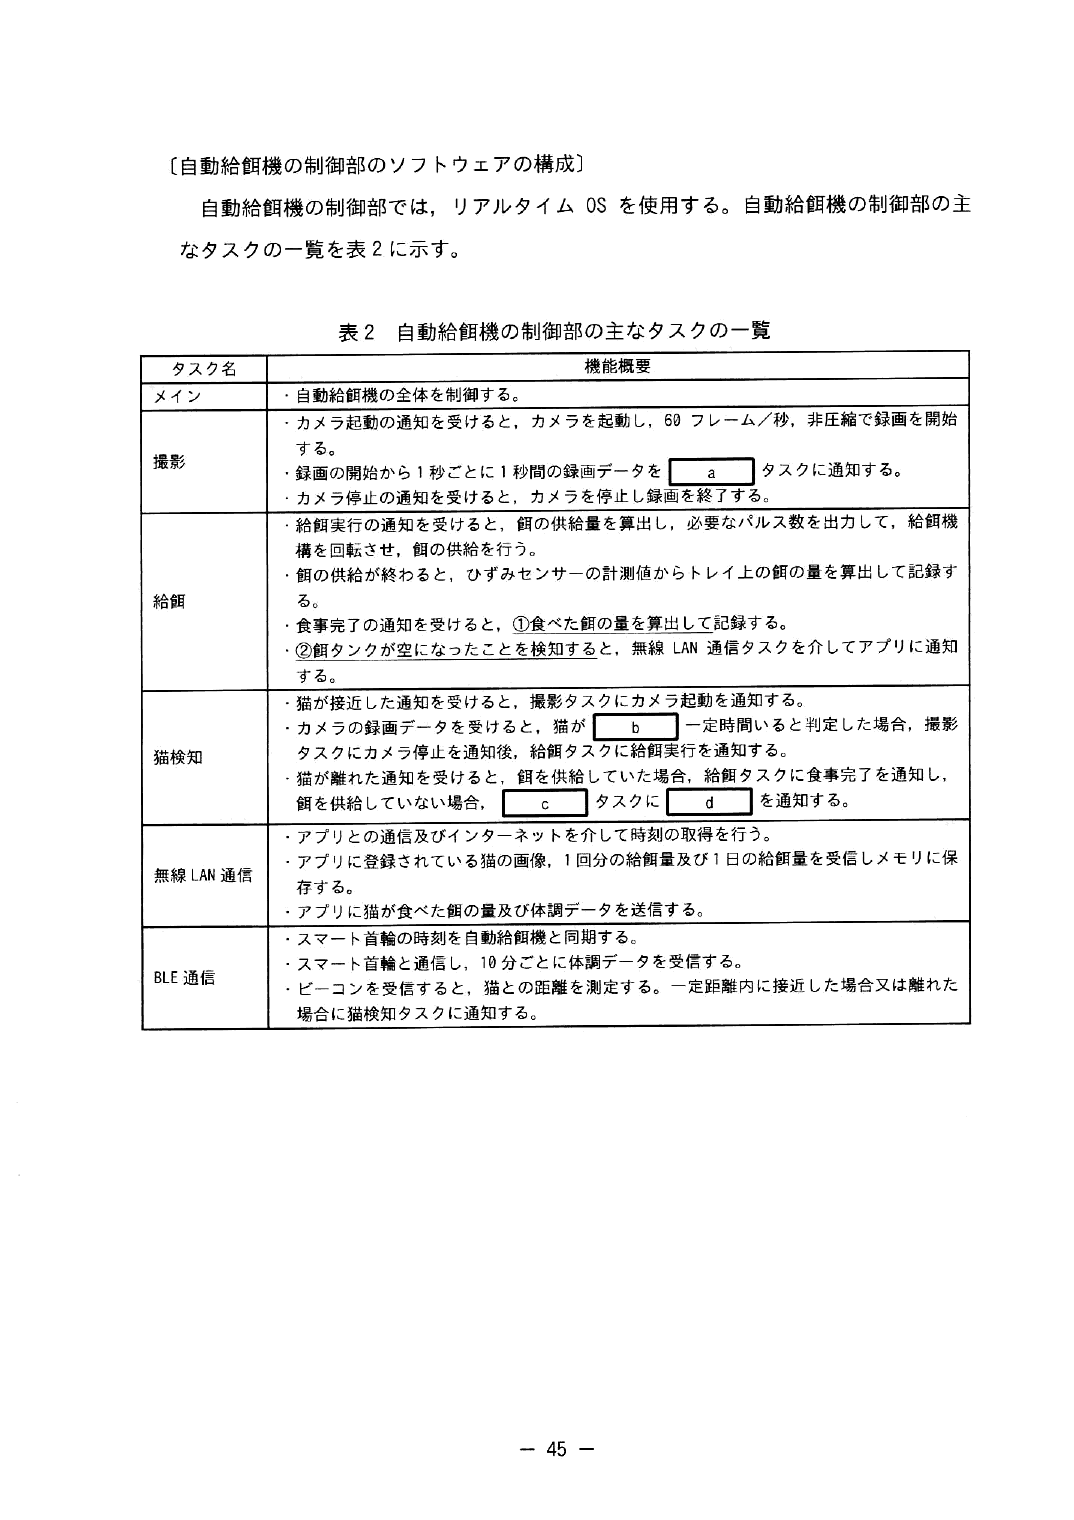 〔自動給餌機の制御部のソフトウェアの構成〕
自動給餌機の制御部では，リアルタイム OS を使用する。自動給餌機の制御部の主
なタスクの一覧を表2に示す。
表2 自動給餌機の制御部の主なタスクの一覧
タスク名 機能概要
メイン ・自動給餌機の全体を制御する。
撮影
・カメラ起動の通知を受けると，カメラを起動し，60 フレーム／秒，非圧縮で録画を開始
する。
・録画の開始から1秒ごとに1秒間の録画データを a タスクに通知する。
・カメラ停止の通知を受けると，カメラを停止し録画を終了する。
給餌
・給餌実行の通知を受けると，餌の供給量を算出し，必要なパルス数を出力して，給餌機
構を回転させ，餌の供給を行う。
・餌の供給が終わると，ひずみセンサーの計測値からトレイ上の餌の量を算出して記録す
る。
・食事完了の通知を受けると，①食べた餌の量を算出して記録する。
・②餌タンクが空になったことを検知すると，無線 LAN 通信タスクを介してアプリに通知
する。
猫検知
・猫が接近した通知を受けると，撮影タスクにカメラ起動を通知する。
・カメラの録画データを受けると，猫が b 一定時間いると判定した場合，撮影
タスクにカメラ停止を通知後，給餌タスクに給餌実行を通知する。
・猫が離れた通知を受けると，餌を供給していた場合，給餌タスクに食事完了を通知し，
餌を供給していない場合， c タスクに d を通知する。
無線 LAN 通信
・アプリとの通信及びインターネットを介して時刻の取得を行う。
・アプリに登録されている猫の画像，1回分の給餌量及び1日の給餌量を受信しメモリに保
存する。
・アプリに猫が食べた餌の量及び体調データを送信する。
BLE 通信
・スマート首輪の時刻を自動給餌機と同期する。
・スマート首輪と通信し，10 分ごとに体調データを受信する。
・ビーコンを受信すると，猫との距離を測定する。一定距離内に接近した場合又は離れた
場合に猫検知タスクに通知する。
－ 45 －